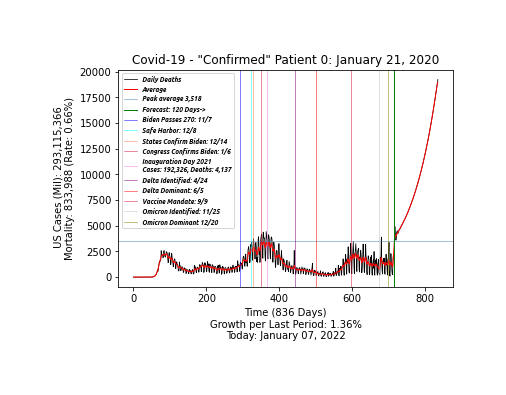 Covid-19 - "Confirmed" Patient 0: January 21, 2020
20000
17500
15000
12500
10000
7500
5000
2500
0
US Cases (Mil): 293,115,366
Mortality: 833,988 (Rate: 0.66%)
Daily Deaths
Average
Peak average 3,518
Forecast: 120 Days->
Biden Passes 270: 11/7
Safe Harbor: 12/8
States Confirm Biden: 12/14
Congress Confirms Biden: 1/6
Inauguration Day 2021
Cases: 192,326, Deaths: 4,137
Delta Identified: 4/24
Delta Dominant: 6/5
Vaccine Mandate: 9/9
Omicron Identified: 11/25
Omicron Dominant: 12/20
0 200 400 600 800
Time (836 Days)
Growth per Last Period: 1.36%
Today: January 07, 2022